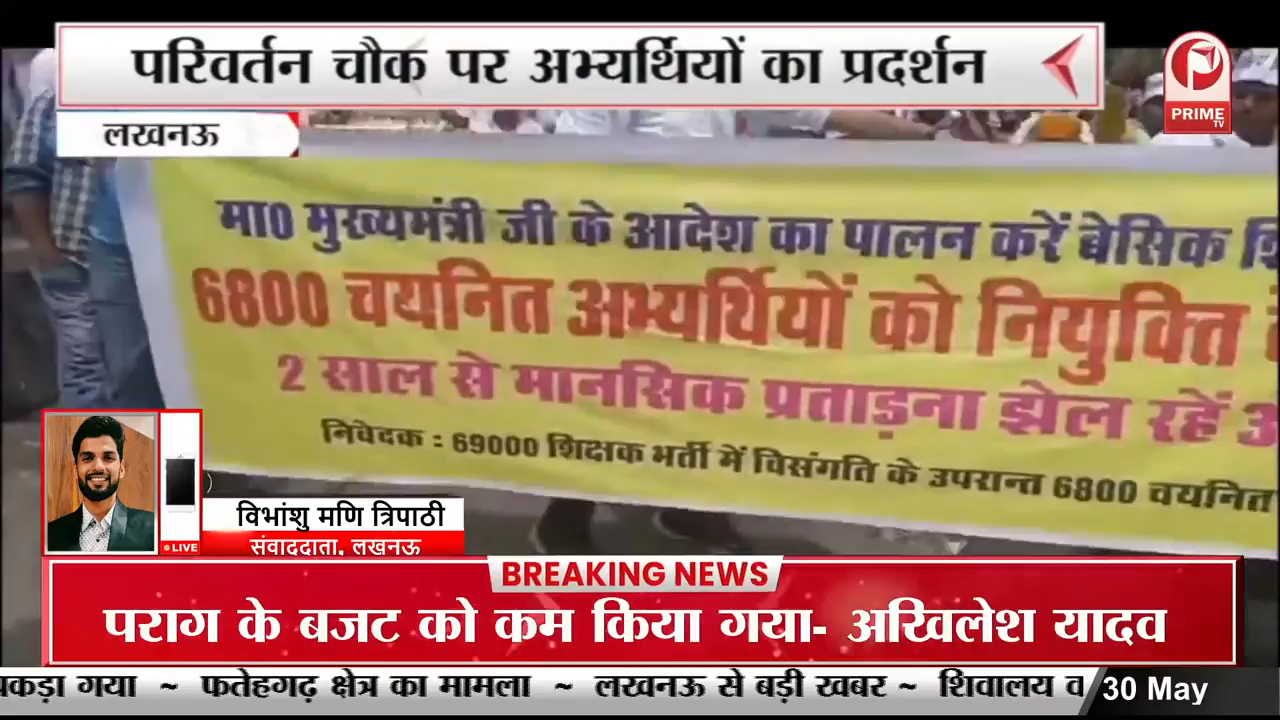 परिवर्तन चौक पर अभ्यर्थियों का प्रदर्शन
PRIME
TV
लखनऊ
मा0 मुख्यमंत्री जी के आदेश का पालन करें बेसिक
6800 चयनित अभ्यर्थियों को नियुक्ति
2 साल से मानसिक प्रताड़ना झेल रहें
निवेदक : 69000 शिक्षक भर्ती में विसंगति के उपरान्त 6800 चयनित
LIVE
विभांशु मणि त्रिपाठी
संवाददाता, लखनऊ
BREAKING NEWS
पराग के बजट को कम किया गया- अखिलेश यादव
पकड़ा गया ~ फतेहगढ़ क्षेत्र का मामला ~ लखनऊ से बड़ी खबर ~ शिवालय
30 May